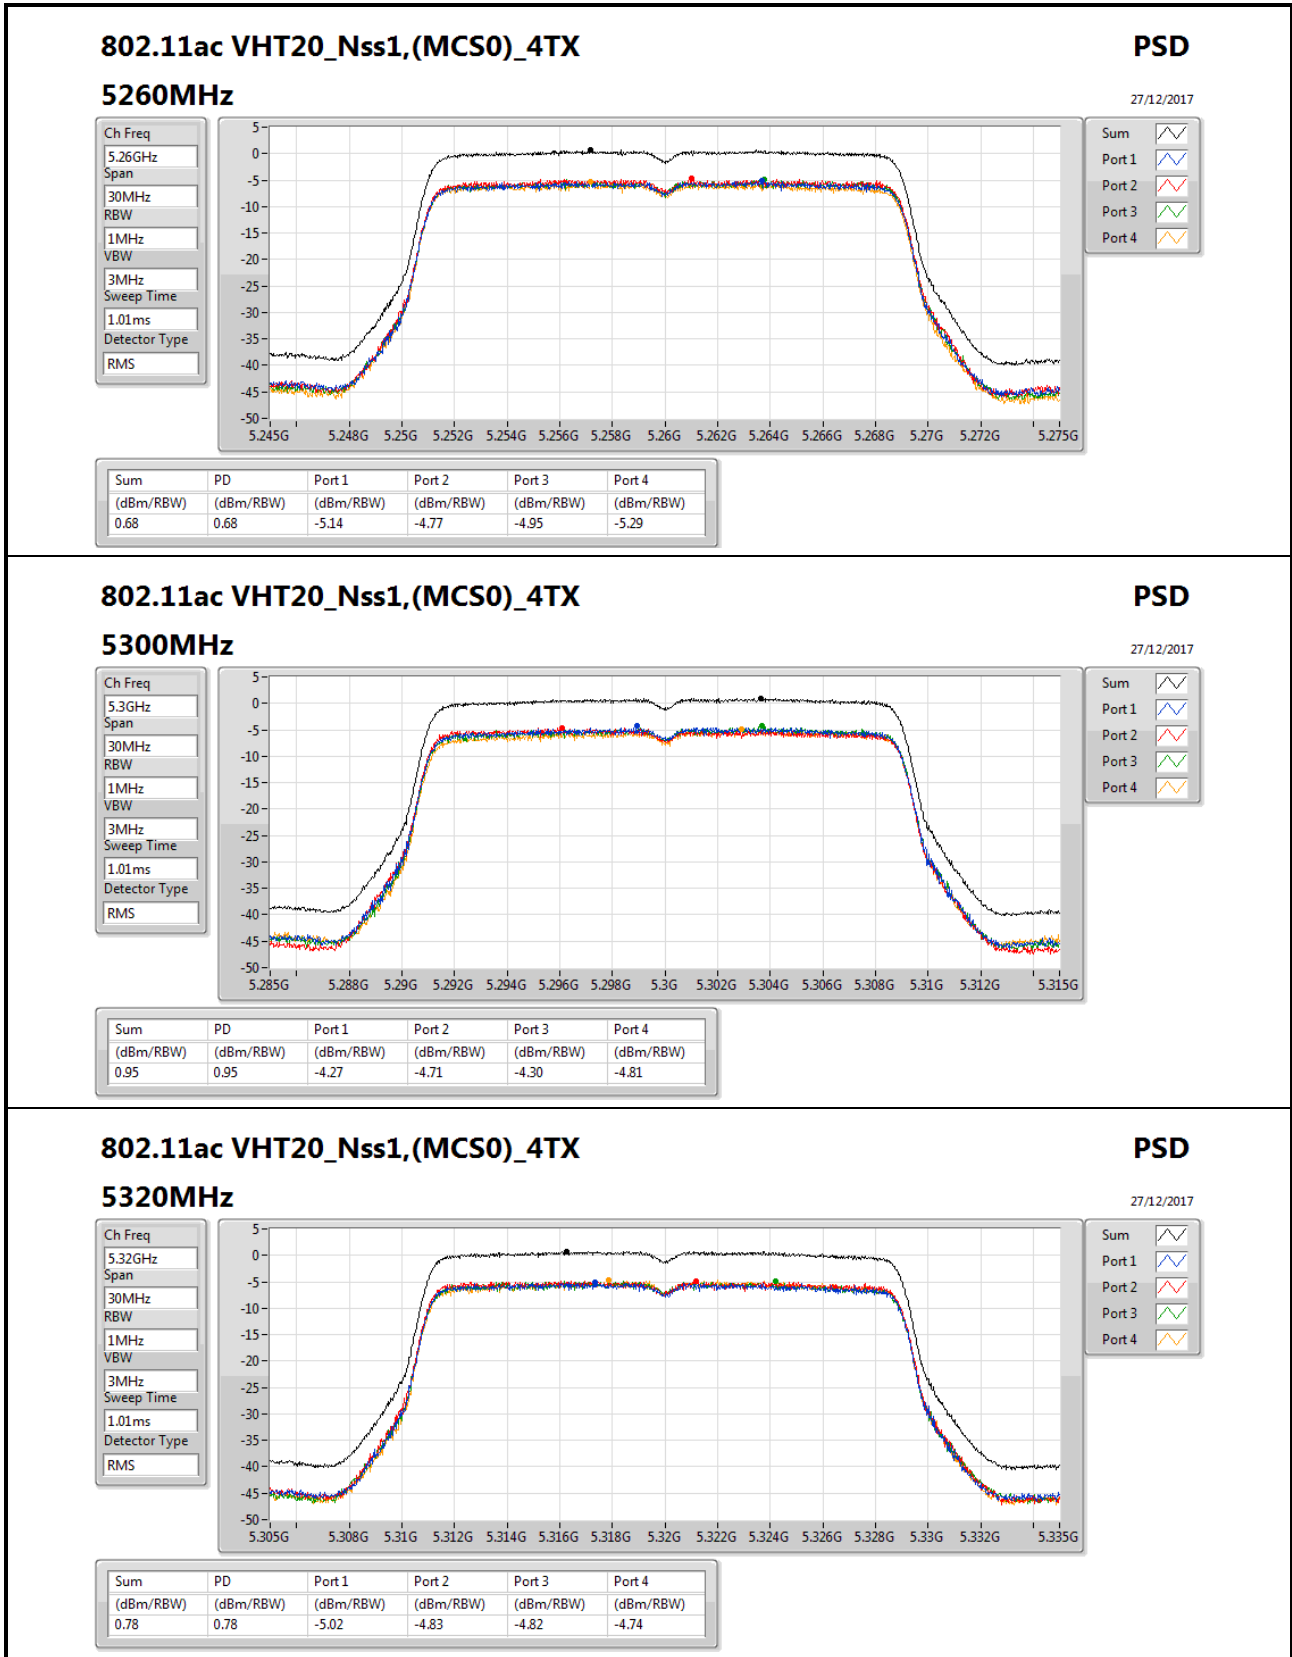 802.11ac VHT20_Nss1,(MCS0)_4TX PSD
5260MHz 27/12/2017
Ch Freq
5.26GHz
Span
30MHz
RBW
1MHz
VBW
3MHz
Sweep Time
1.01ms
Detector Type
RMS
5
0
-5
-10
-15
-20
-25
-30
-35
-40
-45
-50
5.245G 5.248G 5.25G 5.252G 5.254G 5.256G 5.258G 5.26G 5.262G 5.264G 5.266G 5.268G 5.27G 5.272G 5.275G
Sum
Port 1
Port 2
Port 3
Port 4
Sum PD Port 1 Port 2 Port 3 Port 4
(dBm/RBW) (dBm/RBW) (dBm/RBW) (dBm/RBW) (dBm/RBW) (dBm/RBW)
0.68 0.68 -5.14 -4.77 -4.95 -5.29
802.11ac VHT20_Nss1,(MCS0)_4TX PSD
5300MHz 27/12/2017
Ch Freq
5.3GHz
Span
30MHz
RBW
1MHz
VBW
3MHz
Sweep Time
1.01ms
Detector Type
RMS
5
0
-5
-10
-15
-20
-25
-30
-35
-40
-45
-50
5.285G 5.288G 5.29G 5.292G 5.294G 5.296G 5.298G 5.3G 5.302G 5.304G 5.306G 5.308G 5.31G 5.312G 5.315G
Sum
Port 1
Port 2
Port 3
Port 4
Sum PD Port 1 Port 2 Port 3 Port 4
(dBm/RBW) (dBm/RBW) (dBm/RBW) (dBm/RBW) (dBm/RBW) (dBm/RBW)
0.95 0.95 -4.27 -4.71 -4.30 -4.81
802.11ac VHT20_Nss1,(MCS0)_4TX PSD
5320MHz 27/12/2017
Ch Freq
5.32GHz
Span
30MHz
RBW
1MHz
VBW
3MHz
Sweep Time
1.01ms
Detector Type
RMS
5
0
-5
-10
-15
-20
-25
-30
-35
-40
-45
-50
5.305G 5.308G 5.31G 5.312G 5.314G 5.316G 5.318G 5.32G 5.322G 5.324G 5.326G 5.328G 5.33G 5.332G 5.335G
Sum
Port 1
Port 2
Port 3
Port 4
Sum PD Port 1 Port 2 Port 3 Port 4
(dBm/RBW) (dBm/RBW) (dBm/RBW) (dBm/RBW) (dBm/RBW) (dBm/RBW)
0.78 0.78 -5.02 -4.83 -4.82 -4.74